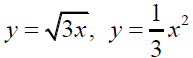 y = √(3x), y = 1/3 x²